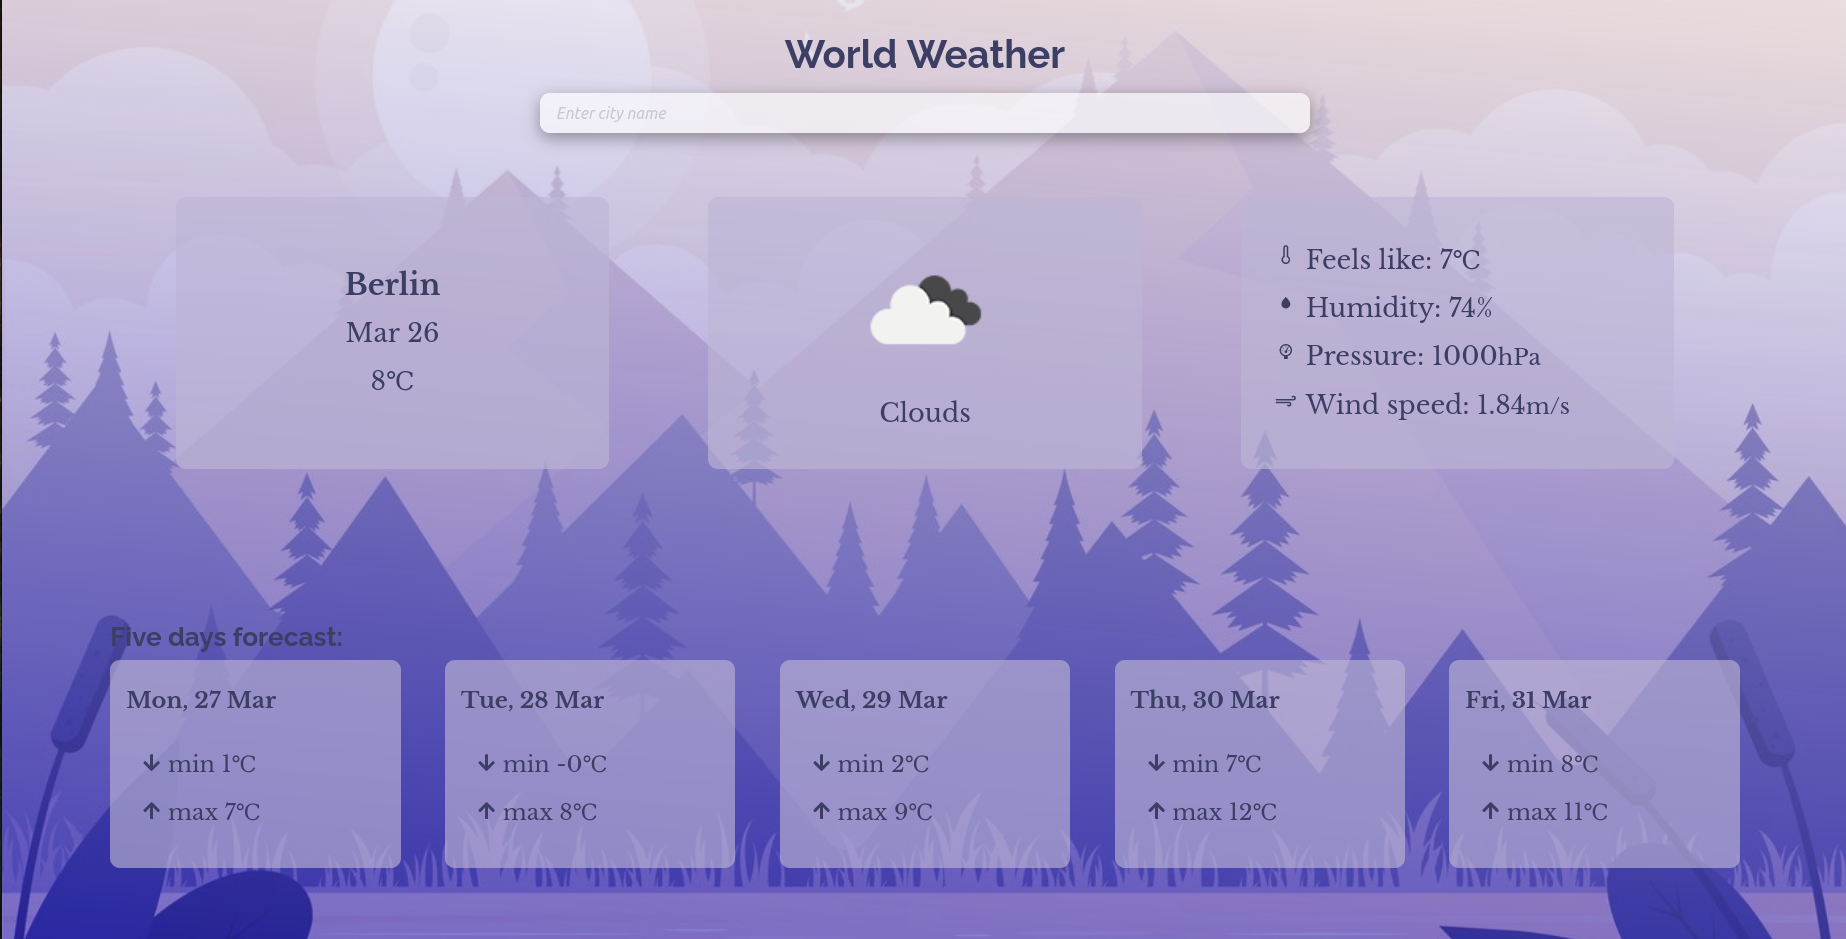 World Weather
Enter city name
Berlin
Mar 26
8°C
Clouds
Feels like: 7°C
Humidity: 74%
Pressure: 1000hPa
Wind speed: 1.84m/s
Five days forecast:
Mon, 27 Mar
min 1°C
max 7°C
Tue, 28 Mar
min -0°C
max 8°C
Wed, 29 Mar
min 2°C
max 9°C
Thu, 30 Mar
min 7°C
max 12°C
Fri, 31 Mar
min 8°C
max 11°C